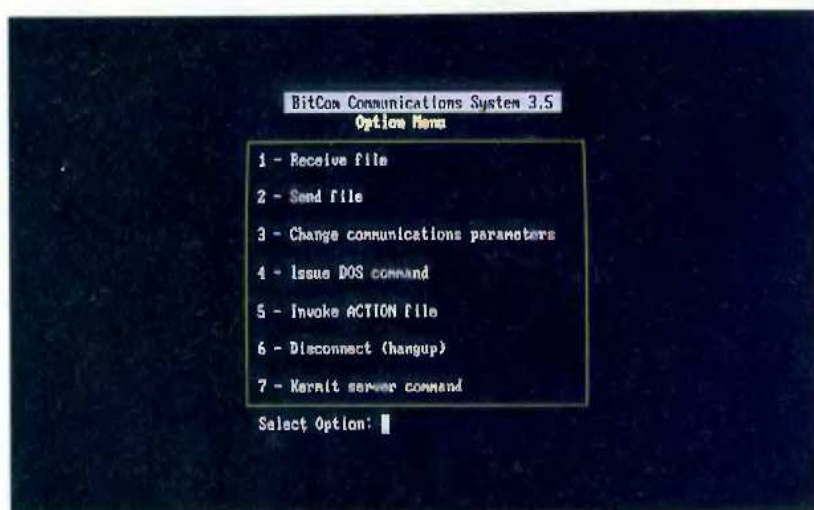 BitCom Communications System 3.5
Option Menu
1 - Receive file
2 - Send file
3 - Change communications parameters
4 - Issue DOS command
5 - Invoke ACTION file
6 - Disconnect (hangup)
7 - Kermit server command
Select Option: